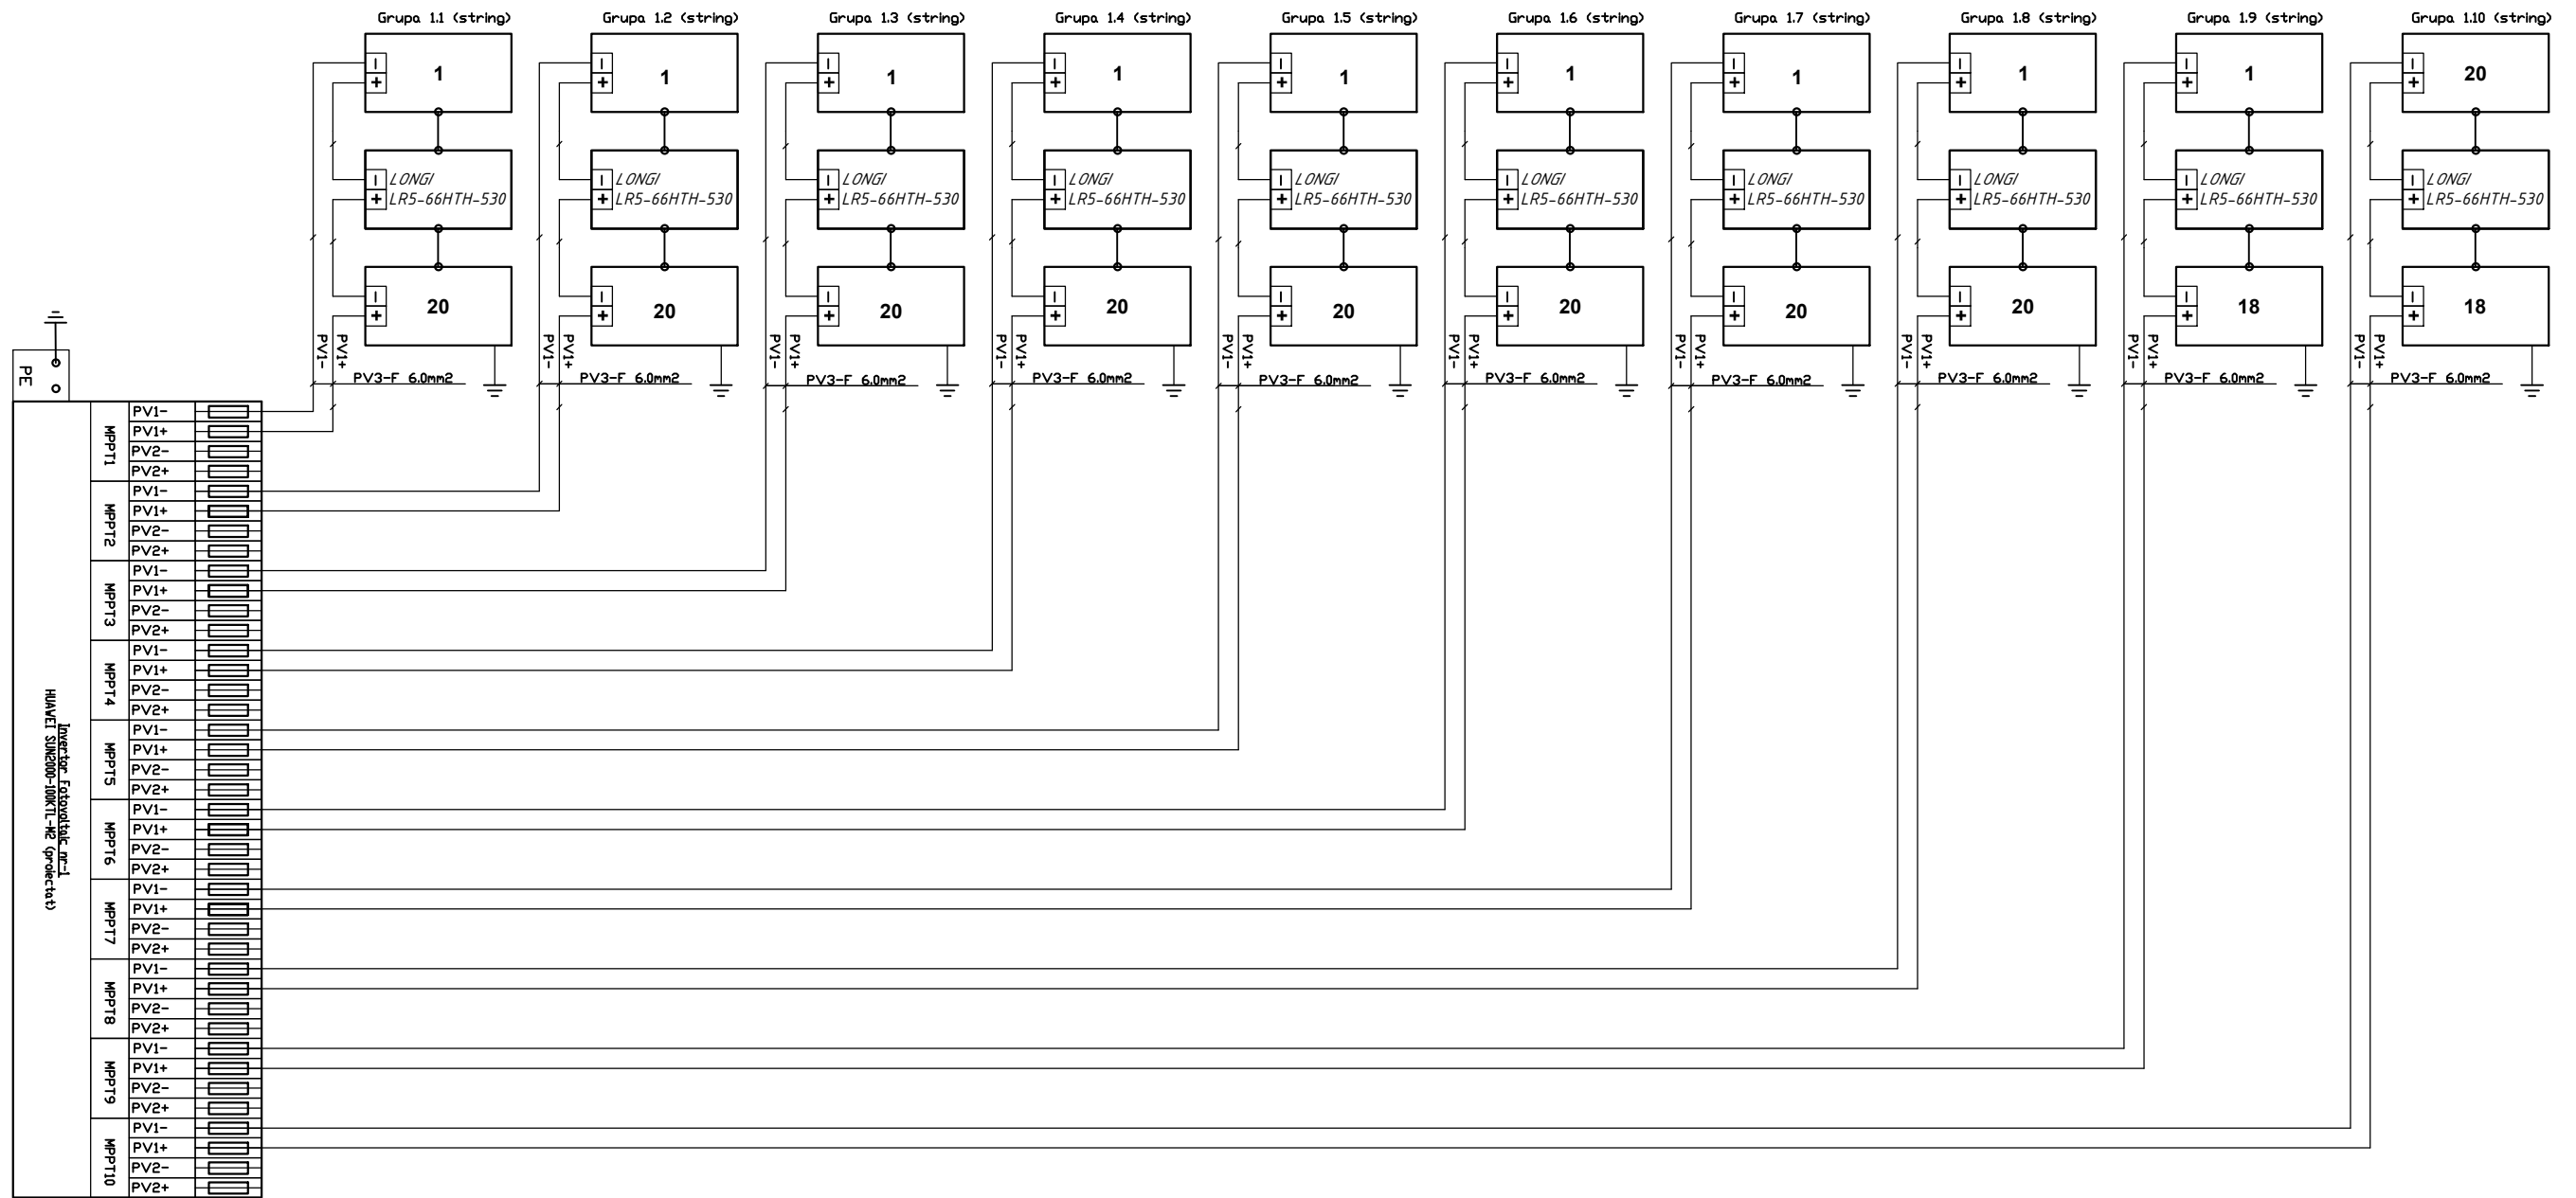 Grupa 1.1 (string)
Grupa 1.2 (string)
Grupa 1.3 (string)
Grupa 1.4 (string)
Grupa 1.5 (string)
Grupa 1.6 (string)
Grupa 1.7 (string)
Grupa 1.8 (string)
Grupa 1.9 (string)
Grupa 1.10 (string)
- + 1
- + 1
- + 1
- + 1
- + 1
- + 1
- + 1
- + 1
- + 1
- + 20
- LONGI
+ LR5-66HTH-530
- LONGI
+ LR5-66HTH-530
- LONGI
+ LR5-66HTH-530
- LONGI
+ LR5-66HTH-530
- LONGI
+ LR5-66HTH-530
- LONGI
+ LR5-66HTH-530
- LONGI
+ LR5-66HTH-530
- LONGI
+ LR5-66HTH-530
- LONGI
+ LR5-66HTH-530
- LONGI
+ LR5-66HTH-530
- + 20
- + 20
- + 20
- + 20
- + 20
- + 20
- + 20
- + 20
- + 18
- + 18
PV1-
PV1+
PV1-
PV1+
PV1-
PV1+
PV1-
PV1+
PV1-
PV1+
PV1-
PV1+
PV1-
PV1+
PV1-
PV1+
PV1-
PV1+
PV1-
PV1+
PV3-F 6.0mm2
PV3-F 6.0mm2
PV3-F 6.0mm2
PV3-F 6.0mm2
PV3-F 6.0mm2
PV3-F 6.0mm2
PV3-F 6.0mm2
PV3-F 6.0mm2
PV3-F 6.0mm2
PV3-F 6.0mm2
PE
Invertor Fotovoltaic nr-1
HUAWEI SUN2000-100KTL-M2 (proiectat)
MPPT1
PV1-
PV1+
PV2-
PV2+
MPPT2
PV1-
PV1+
PV2-
PV2+
MPPT3
PV1-
PV1+
PV2-
PV2+
MPPT4
PV1-
PV1+
PV2-
PV2+
MPPT5
PV1-
PV1+
PV2-
PV2+
MPPT6
PV1-
PV1+
PV2-
PV2+
MPPT7
PV1-
PV1+
PV2-
PV2+
MPPT8
PV1-
PV1+
PV2-
PV2+
MPPT9
PV1-
PV1+
PV2-
PV2+
MPPT10
PV1-
PV1+
PV2-
PV2+